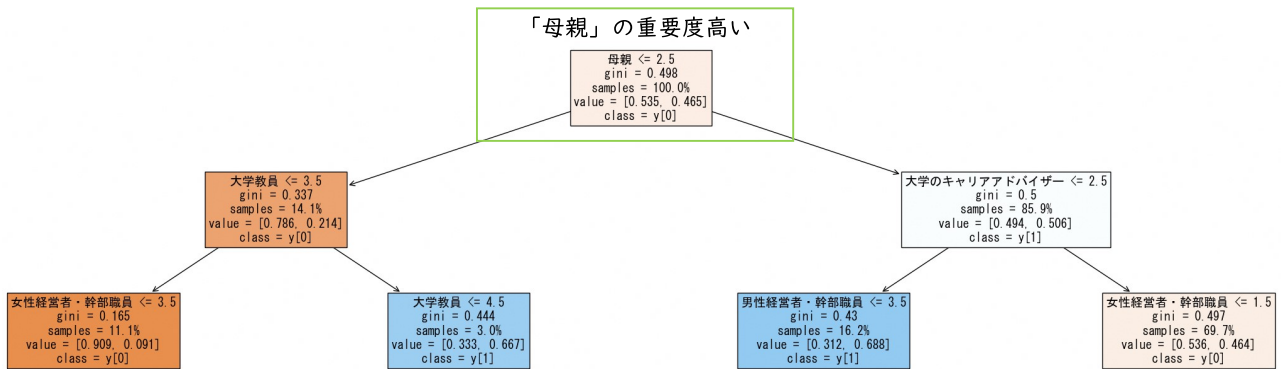 「母親」の重要度高い
母親 <= 2.5
gini = 0.498
samples = 100.0%
value = [0.535, 0.465]
class = y[0]
大学教員 <= 3.5
gini = 0.337
samples = 14.1%
value = [0.786, 0.214]
class = y[0]
大学のキャリアアドバイザー <= 2.5
gini = 0.5
samples = 85.9%
value = [0.494, 0.506]
class = y[1]
女性経営者・幹部職員 <= 3.5
gini = 0.165
samples = 11.1%
value = [0.909, 0.091]
class = y[0]
大学教員 <= 4.5
gini = 0.444
samples = 3.0%
value = [0.333, 0.667]
class = y[1]
男性経営者・幹部職員 <= 3.5
gini = 0.43
samples = 16.2%
value = [0.312, 0.688]
class = y[1]
女性経営者・幹部職員 <= 1.5
gini = 0.497
samples = 69.7%
value = [0.536, 0.464]
class = y[0]